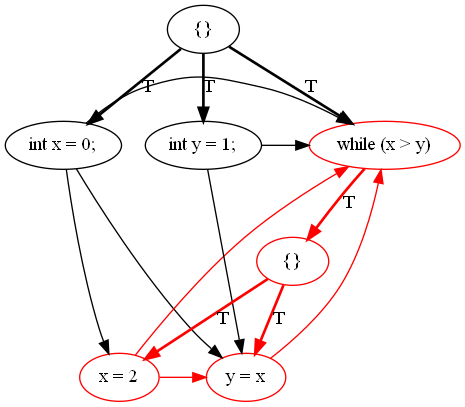 {}
T
T
T
int x = 0;
int y = 1;
while (x > y)
T
{}
T
T
x = 2
y = x